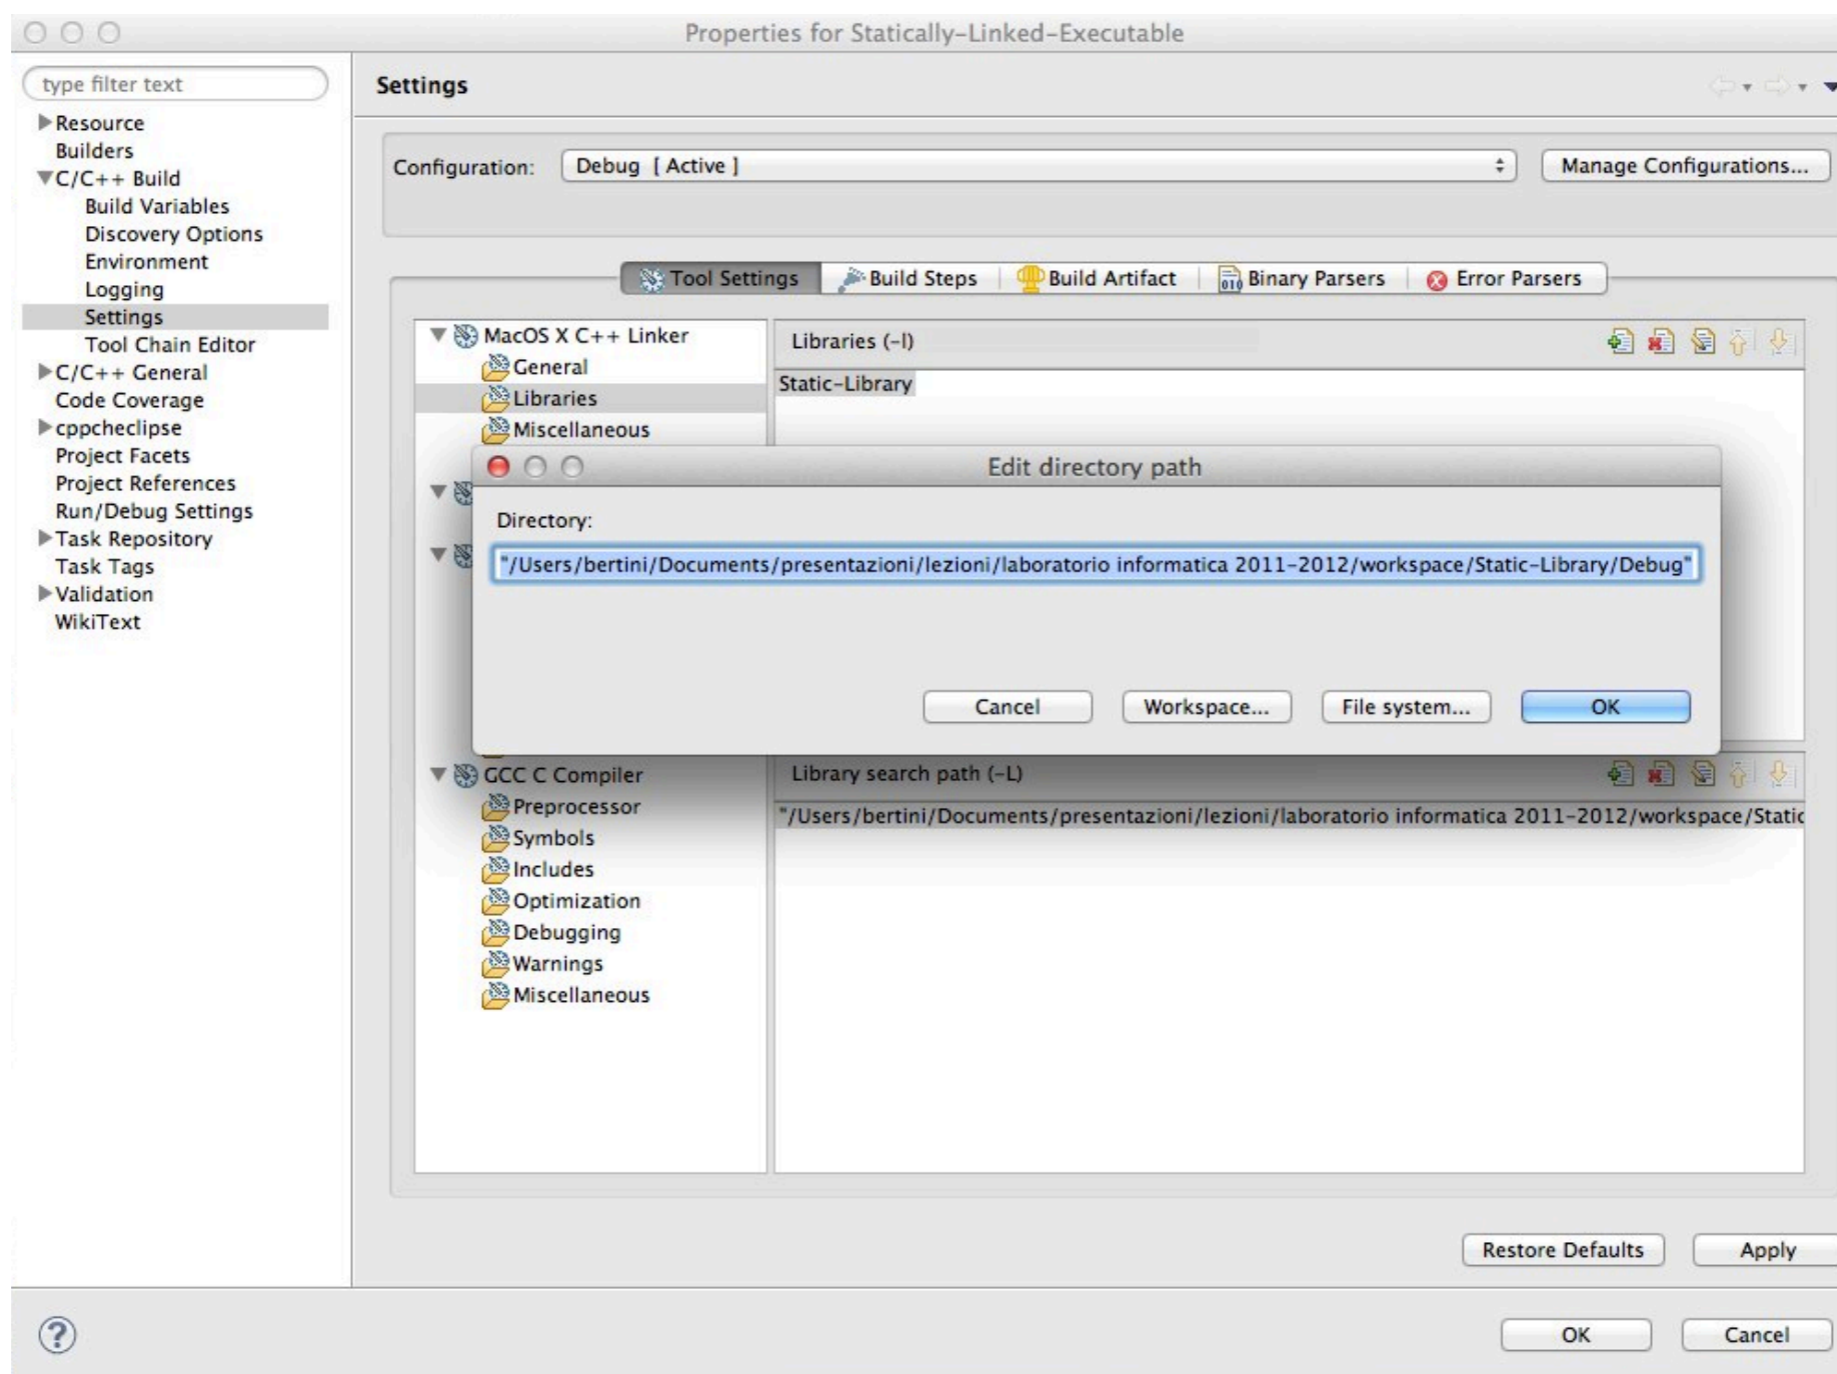 Properties for Statically-Linked-Executable
type filter text
Resource
Builders
C/C++ Build
Build Variables
Discovery Options
Environment
Logging
Settings
Tool Chain Editor
C/C++ General
Code Coverage
cppcheclipse
Project Facets
Project References
Run/Debug Settings
Task Repository
Task Tags
Validation
WikiText
Settings
Configuration: Debug [ Active ] Manage Configurations...
Tool Settings Build Steps Build Artifact Binary Parsers Error Parsers
MacOS X C++ Linker
General
Libraries
Miscellaneous
Libraries (-l)
Static-Library
Edit directory path
Directory:
"/Users/bertini/Documents/presentazioni/lezioni/laboratorio informatica 2011-2012/workspace/Static-Library/Debug"
Cancel Workspace... File system... OK
GCC C Compiler
Preprocessor
Symbols
Includes
Optimization
Debugging
Warnings
Miscellaneous
Library search path (-L)
"/Users/bertini/Documents/presentazioni/lezioni/laboratorio informatica 2011-2012/workspace/Static
Restore Defaults Apply
? OK Cancel